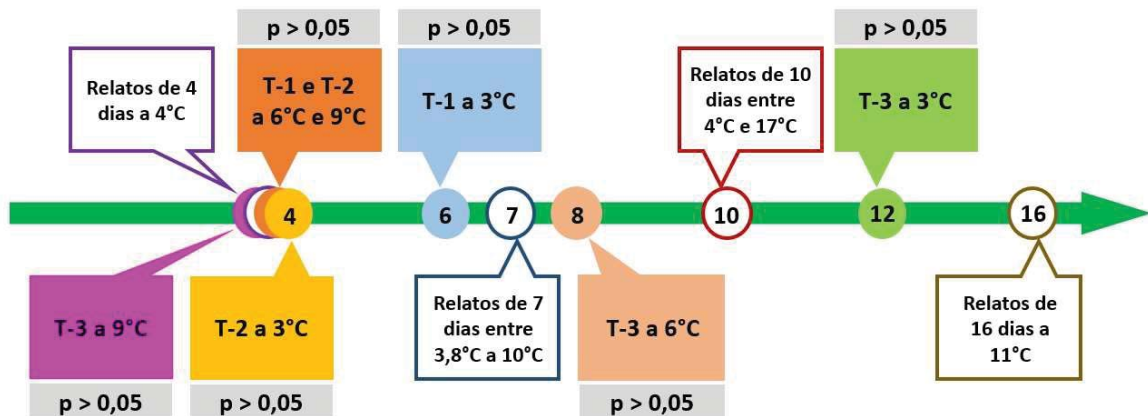 p > 0,05
p > 0,05
p > 0,05
Relatos de 4
dias a 4°C
T-1 e T-2
a 6°C e 9°C
T-1 a 3°C
Relatos de 10
dias entre
4°C e 17°C
T-3 a 3°C
4
6
7
8
10
12
16
T-3 a 9°C
T-2 a 3°C
Relatos de 7
dias entre
3,8°C a 10°C
T-3 a 6°C
Relatos de
16 dias a
11°C
p > 0,05
p > 0,05
p > 0,05